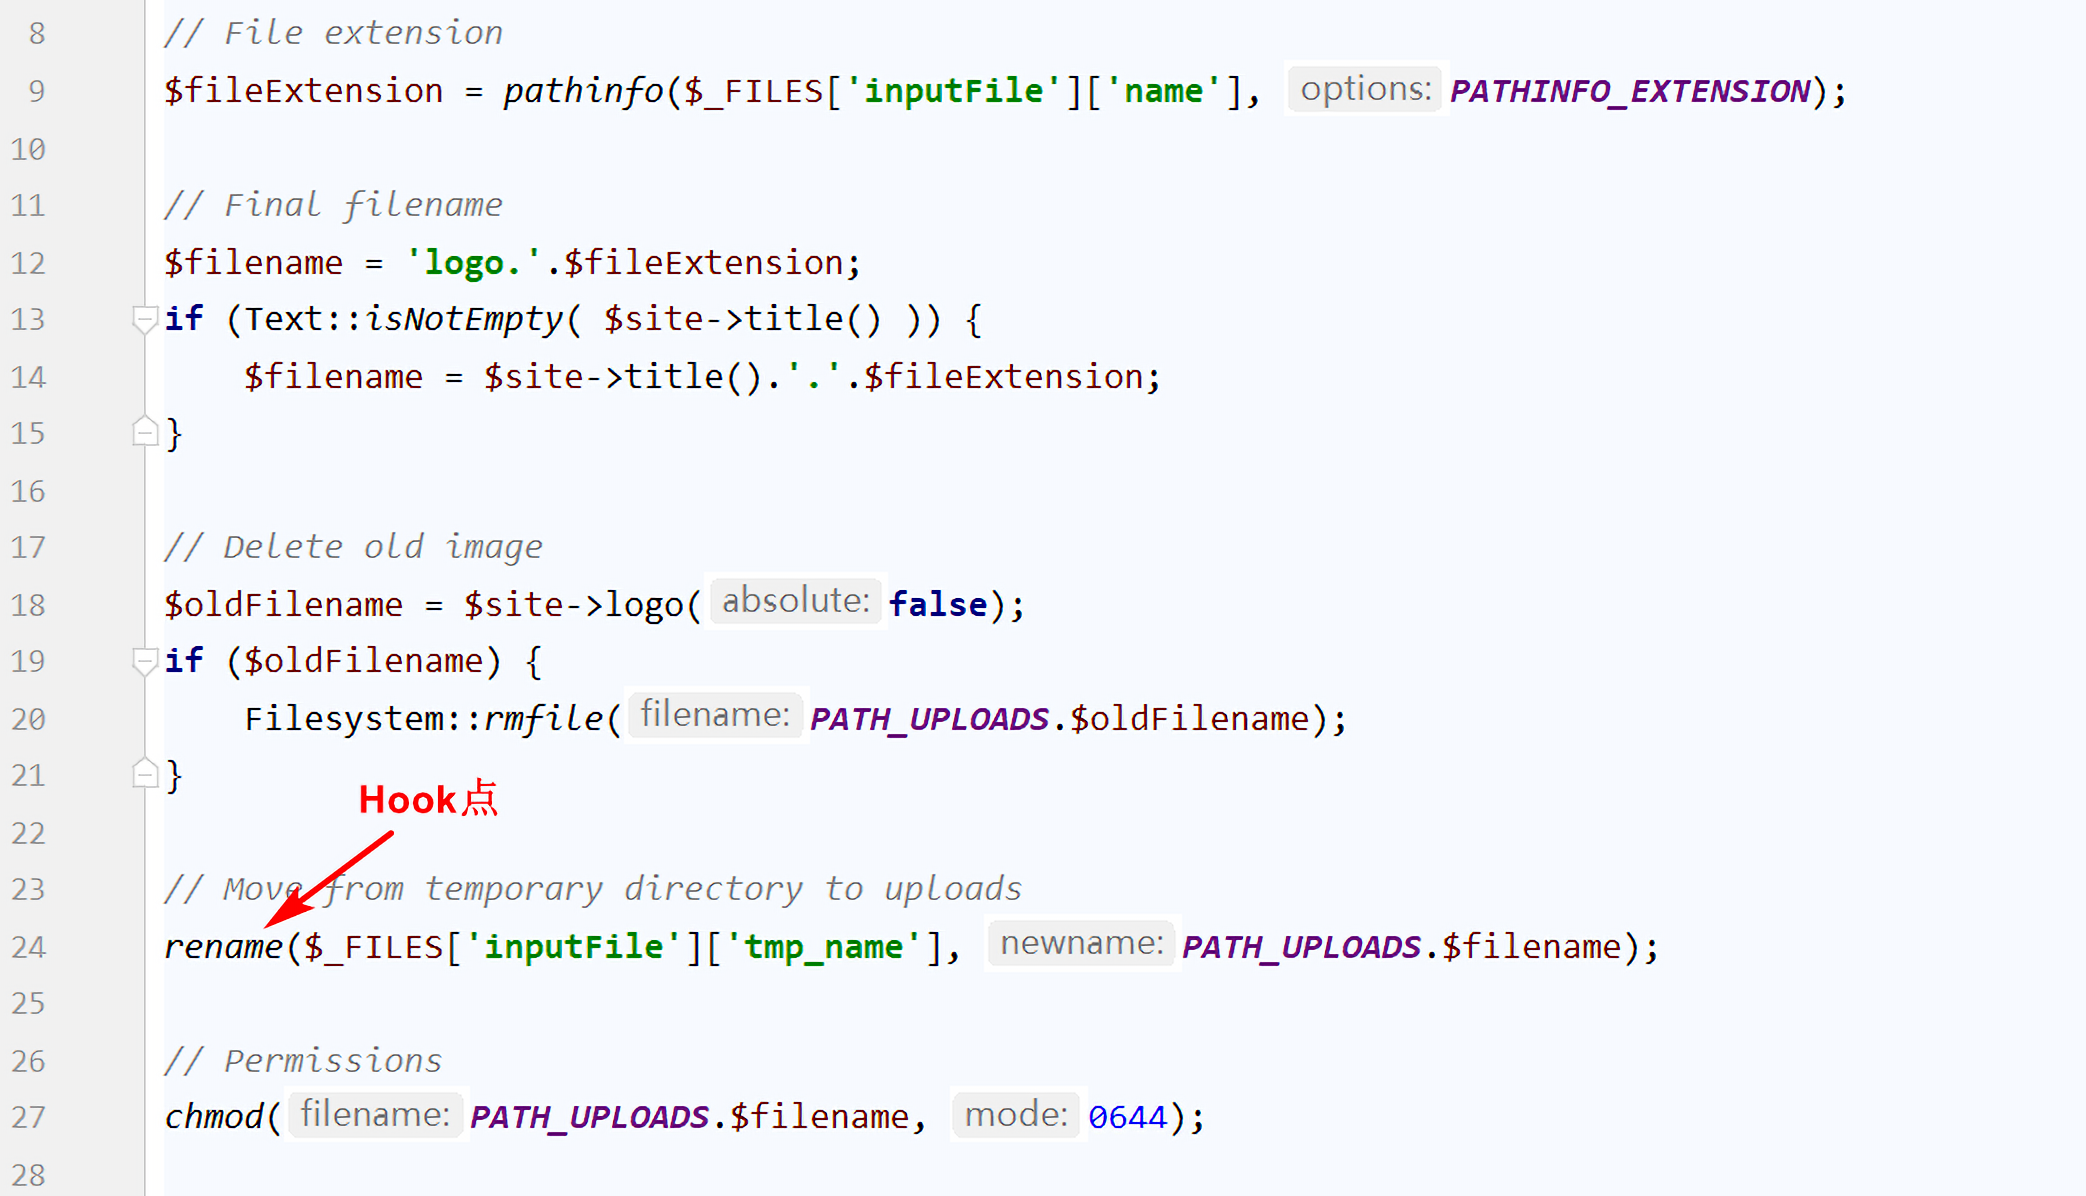 8 // File extension
9 $fileExtension = pathinfo($_FILES['inputFile']['name'], options: PATHINFO_EXTENSION);
10
11 // Final filename
12 $filename = 'logo.'.$fileExtension;
13 if (Text::isNotEmpty( $site->title() )) {
14     $filename = $site->title().'.'.$fileExtension;
15 }
16
17 // Delete old image
18 $oldFilename = $site->logo( absolute: false);
19 if ($oldFilename) {
20     Filesystem::rmfile( filename: PATH_UPLOADS.$oldFilename);
21 }
Hook点
22
23 // Move from temporary directory to uploads
24 rename($_FILES['inputFile']['tmp_name'], newname: PATH_UPLOADS.$filename);
25
26 // Permissions
27 chmod( filename: PATH_UPLOADS.$filename, mode: 0644);
28